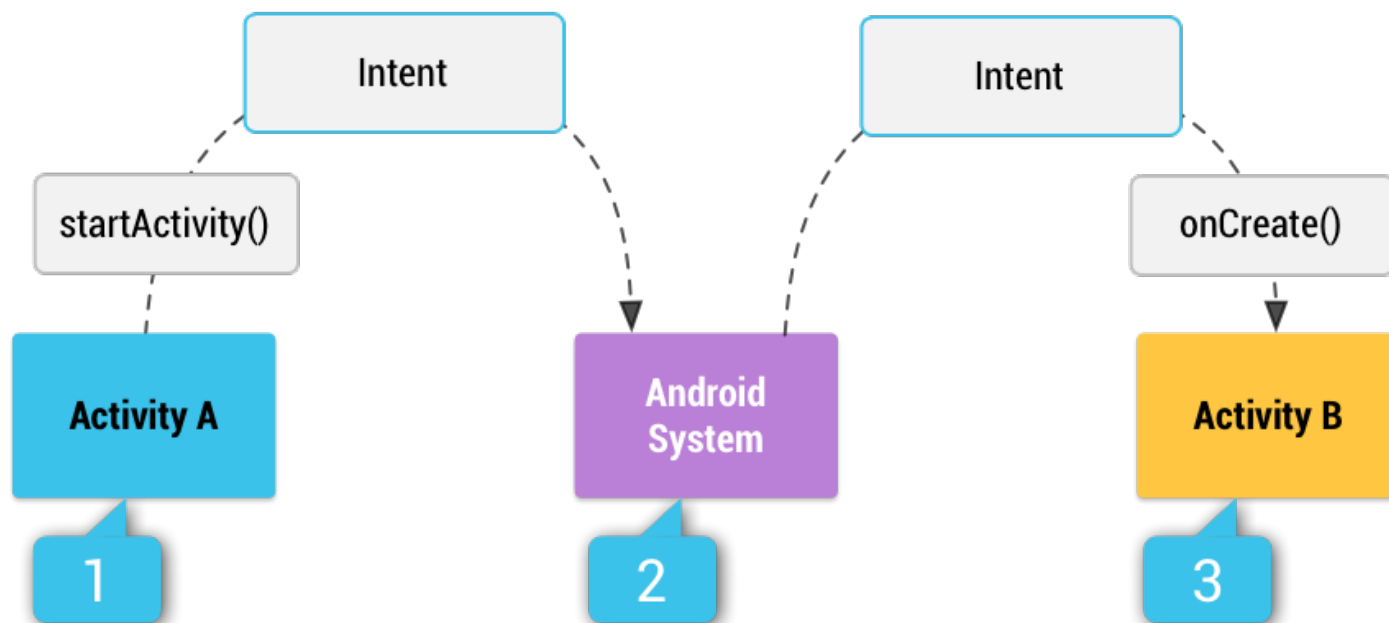 Intent
Intent
startActivity()
onCreate()
Activity A
Android
System
Activity B
1
2
3